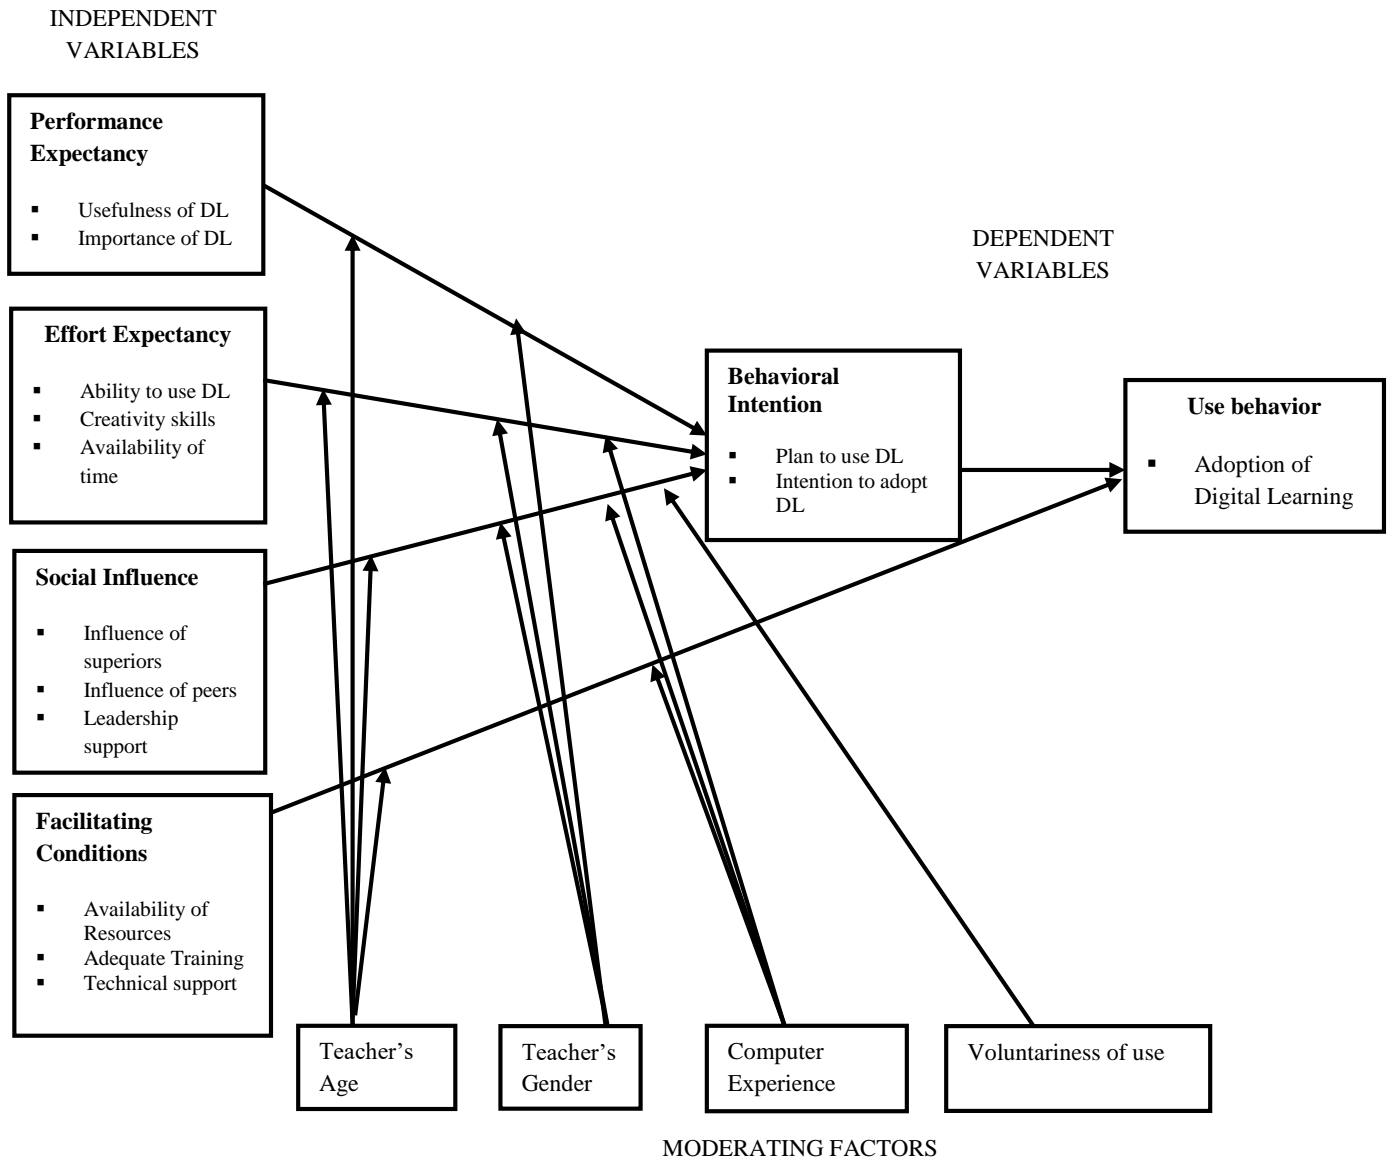 INDEPENDENT
VARIABLES
Performance
Expectancy
▪ Usefulness of DL
▪ Importance of DL
Effort Expectancy
▪ Ability to use DL
▪ Creativity skills
▪ Availability of
time
Social Influence
▪ Influence of
superiors
▪ Influence of peers
▪ Leadership
support
Facilitating
Conditions
▪ Availability of
Resources
▪ Adequate Training
▪ Technical support
DEPENDENT
VARIABLES
Behavioral
Intention
▪ Plan to use DL
▪ Intention to adopt
DL
Use behavior
▪ Adoption of
Digital Learning
Teacher’s
Age
Teacher’s
Gender
Computer
Experience
Voluntariness of use
MODERATING FACTORS